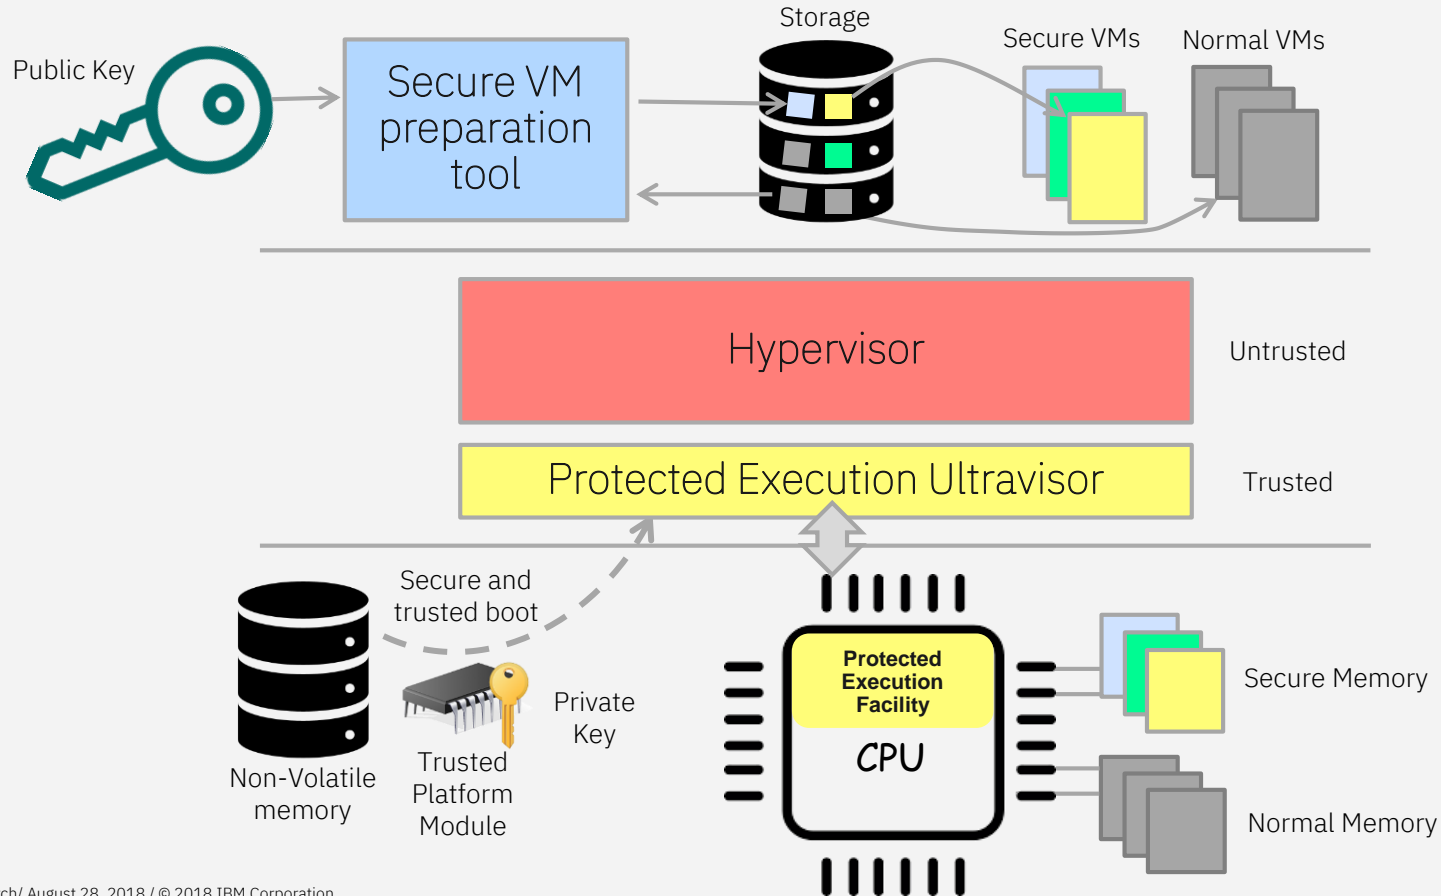 Storage
Secure VMs
Normal VMs
Public Key
Secure VM
preparation
tool
Hypervisor
Untrusted
Protected Execution Ultravisor
Trusted
Secure and
trusted boot
Protected
Execution
Facility
CPU
Private
Key
Secure Memory
Non-Volatile
memory
Trusted
Platform
Module
Normal Memory
/ August 28, 2018 / © 2018 IBM Corporation